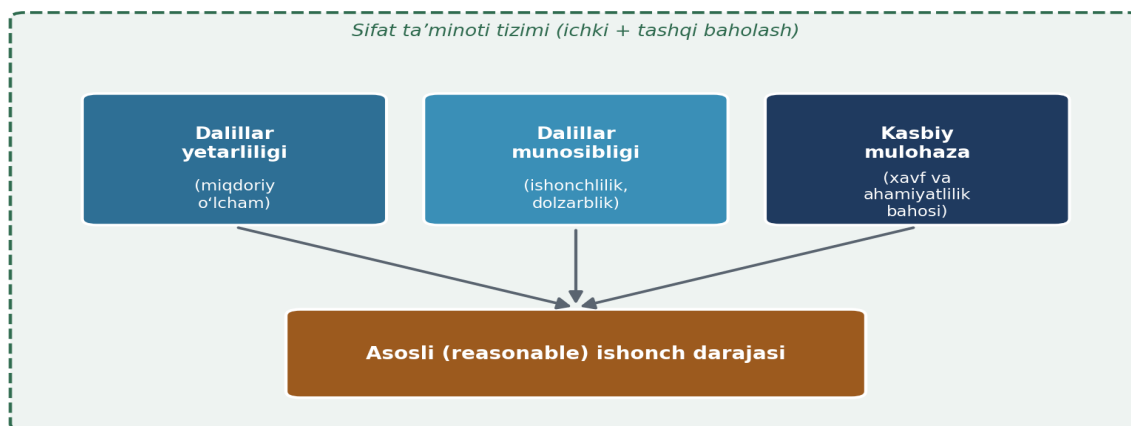 Sifat ta’minoti tizimi (ichki + tashqi baholash)
Dalillar
yetarliligi
(miqdoriy
o‘lcham)
Dalillar
munosibligi
(ishonchlilik,
dolzarblik)
Kasbiy
mulohaza
(xavf va
ahamiyatlilik
bahosi)
Asosli (reasonable) ishonch darajasi